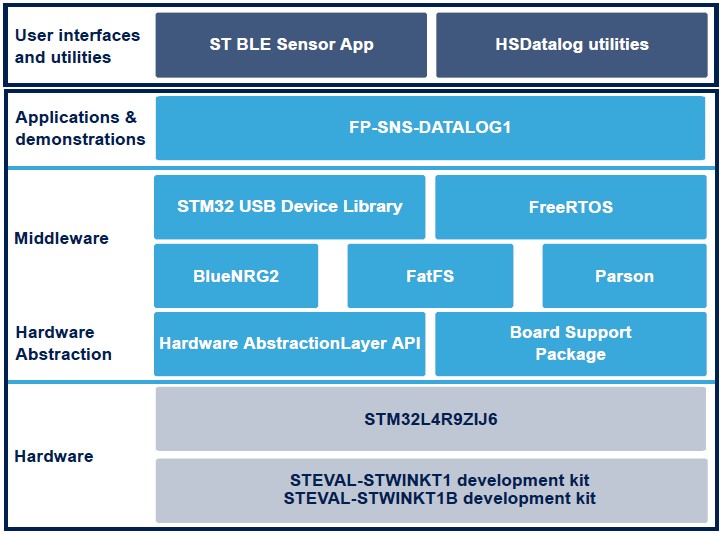 User interfaces
and utilities
ST BLE Sensor App
HSDatalog utilities
Applications &
demonstrations
FP-SNS-DATALOG1
Middleware
STM32 USB Device Library
FreeRTOS
BlueNRG2
FatFS
Parson
Hardware
Abstraction
Hardware AbstractionLayer API
Board Support
Package
Hardware
STM32L4R9ZIJ6
STEVAL-STWINKT1 development kit
STEVAL-STWINKT1B development kit